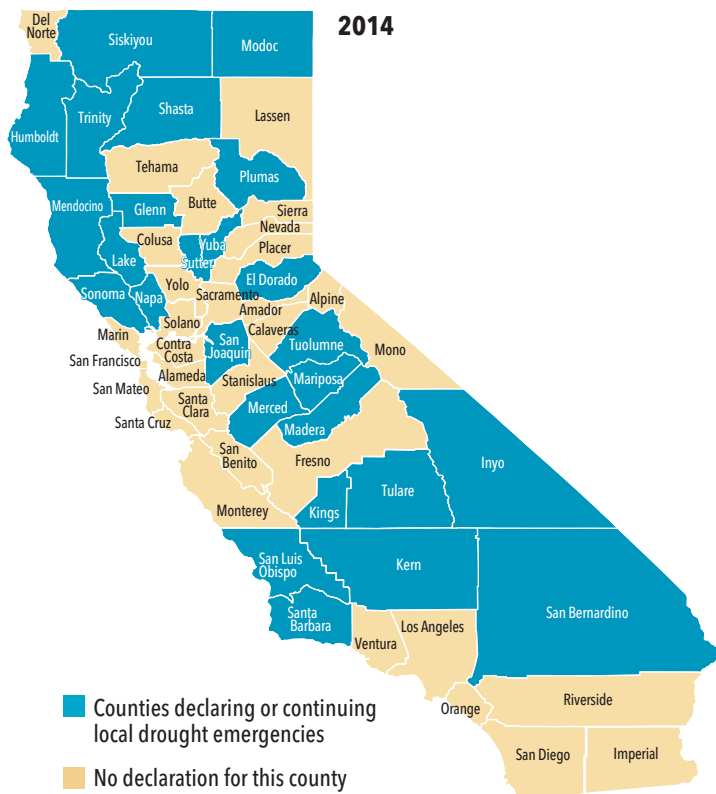 2014
Del
Norte
Siskiyou
Modoc
Humboldt
Trinity
Shasta
Lassen
Tehama
Plumas
Mendocino
Glenn
Butte
Sierra
Nevada
Colusa
Yuba
Placer
Lake
Sutter
El Dorado
Yolo
Sonoma
Napa
Sacramento
Alpine
Amador
Solano
Calaveras
Marin
Contra
Costa
San
Joaquin
Tuolumne
Mono
San Francisco
Alameda
Stanislaus
Mariposa
San Mateo
Santa
Clara
Merced
Santa Cruz
Madera
San
Benito
Fresno
Inyo
Tulare
Monterey
Kings
San Luis
Obispo
Kern
Santa
Barbara
San Bernardino
Ventura
Los Angeles
Orange
Riverside
San Diego
Imperial
Counties declaring or continuing
local drought emergencies
No declaration for this county